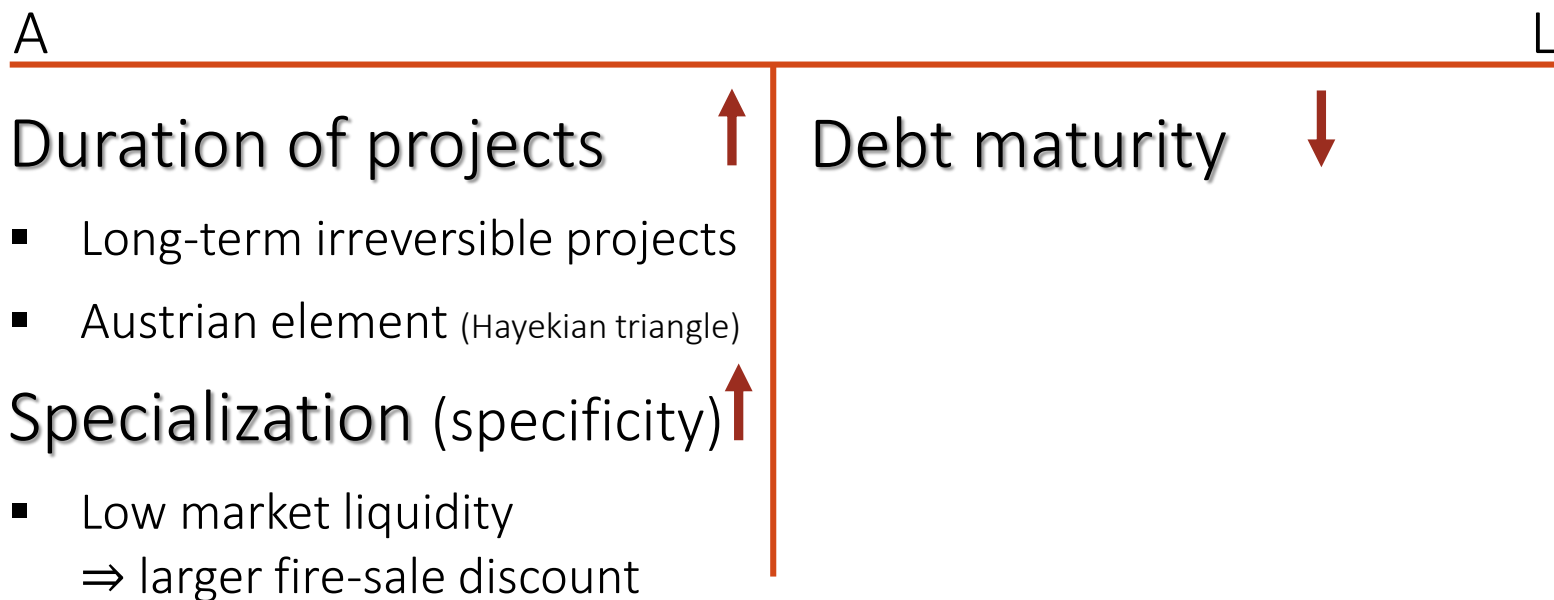 A
L
Duration of projects
Debt maturity
▪ Long-term irreversible projects
▪ Austrian element (Hayekian triangle)
Specialization (specificity)
▪ Low market liquidity
⇒ larger fire-sale discount